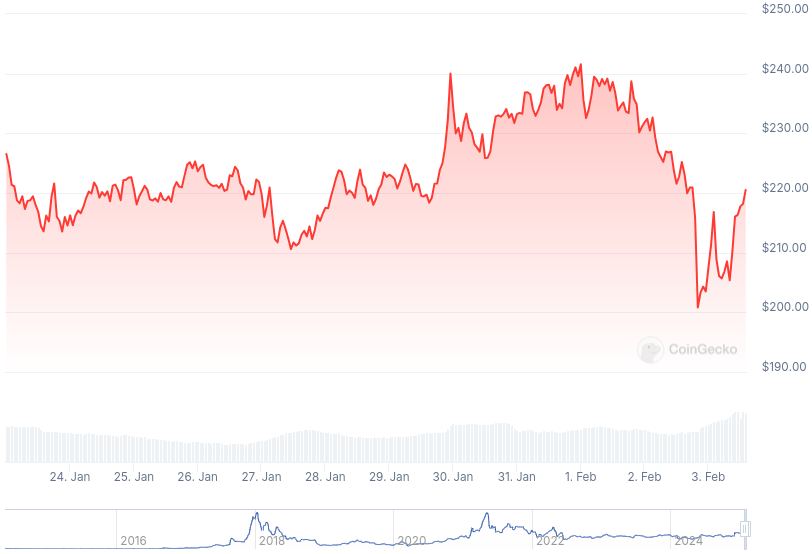 $250.00
$240.00
$230.00
$220.00
$210.00
$200.00
CoinGecko
$190.00
24. Jan 25. Jan 26. Jan 27. Jan 28. Jan 29. Jan 30. Jan 31. Jan 1. Feb 2. Feb 3. Feb
2016 2018 2020 2022 2024